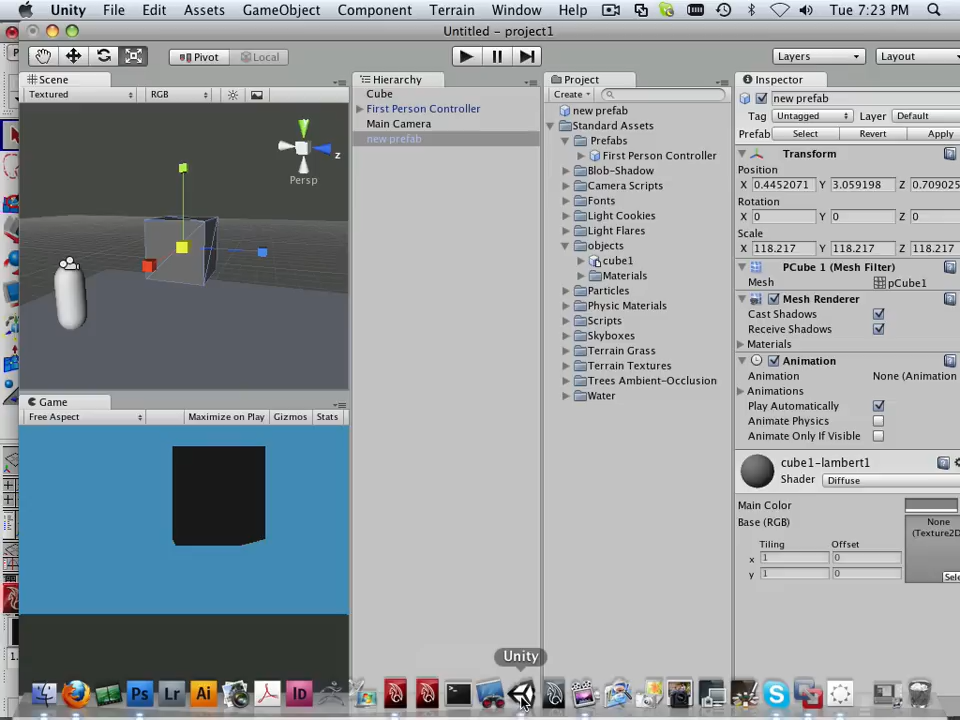 Unity File Edit Assets GameObject Component Terrain Window Help Tue 7:23 PM
Untitled - project1
Pivot Local Layers Layout
Scene Hierarchy Project Inspector
Textured RGB
Create
z
Persp
Cube
First Person Controller
Main Camera
new prefab
new prefab
Standard Assets
Prefabs
First Person Controller
Blob-Shadow
Camera Scripts
Fonts
Light Cookies
Light Flares
objects
cube1
Materials
Particles
Physic Materials
Scripts
Skyboxes
Terrain Grass
Terrain Textures
Trees Ambient-Occlusion
Water
new prefab
Tag Untagged Layer Default
Prefab Select Revert Apply
Transform
Position
X 0.4452071 Y 3.059198 Z 0.709025
Rotation
X 0 Y 0 Z 0
Scale
X 118.217 Y 118.217 Z 118.217
PCube 1 (Mesh Filter)
Mesh pCube1
Mesh Renderer
Cast Shadows
Receive Shadows
Materials
Animation
Animation None (Animation
Animations
Play Automatically
Animate Physics
Animate Only If Visible
cube1-lambert1
Shader Diffuse
Main Color
Base (RGB) None
(Texture2D
Tiling Offset
x 1 0
y 1 0
Sel
Game
Free Aspect Maximize on Play Gizmos Stats
Unity
Ps Lr Ai ID